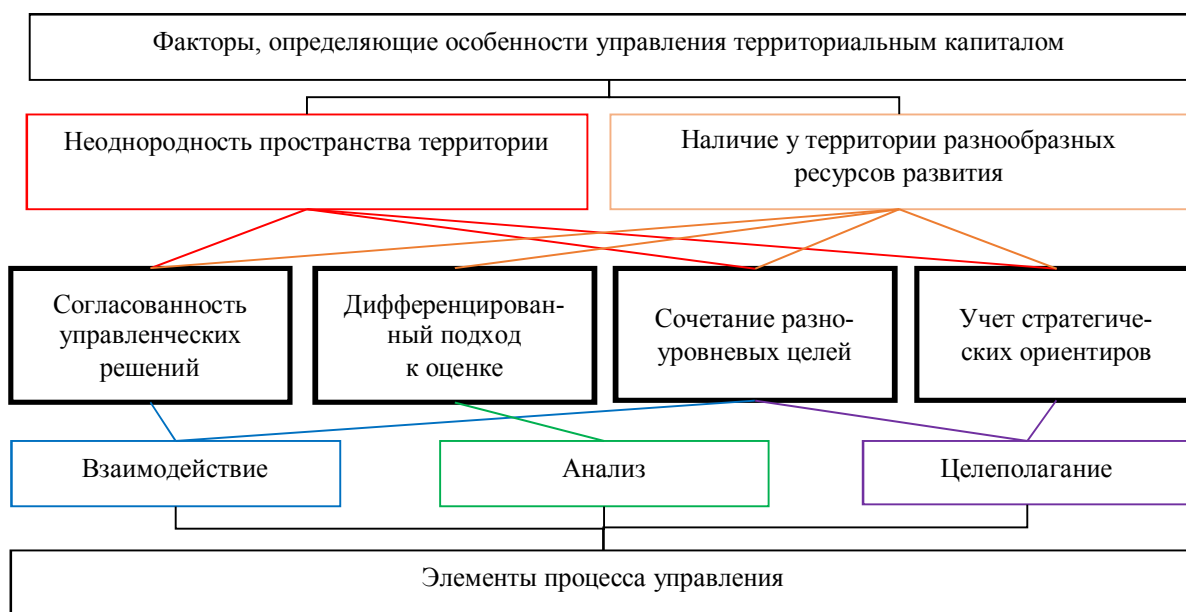 Факторы, определяющие особенности управления территориальным капиталом
Неоднородность пространства территории
Наличие у территории разнообразных
ресурсов развития
Согласованность
управленческих
решений
Дифференцирован-
ный подход
к оценке
Сочетание разно-
уровневых целей
Учет стратегиче-
ских ориентиров
Взаимодействие
Анализ
Целеполагание
Элементы процесса управления